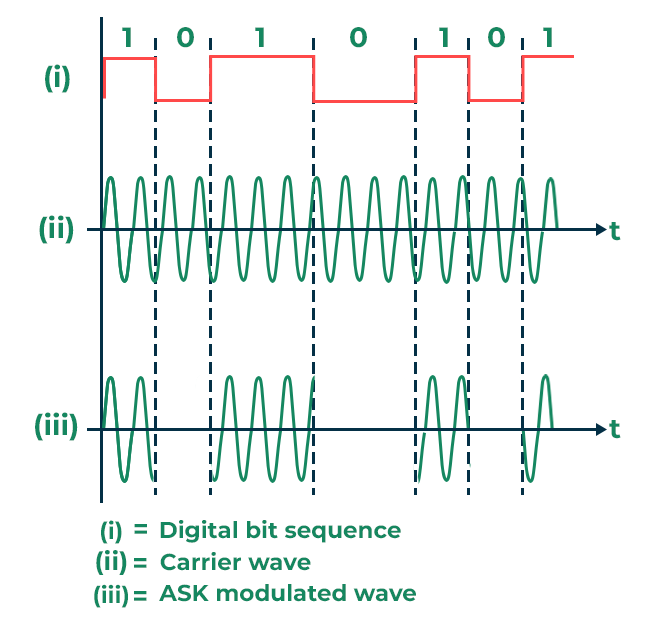 1 0 1 0 1 0 1
(i)
(ii) t
(iii) t
(i) = Digital bit sequence
(ii) = Carrier wave
(iii) = ASK modulated wave